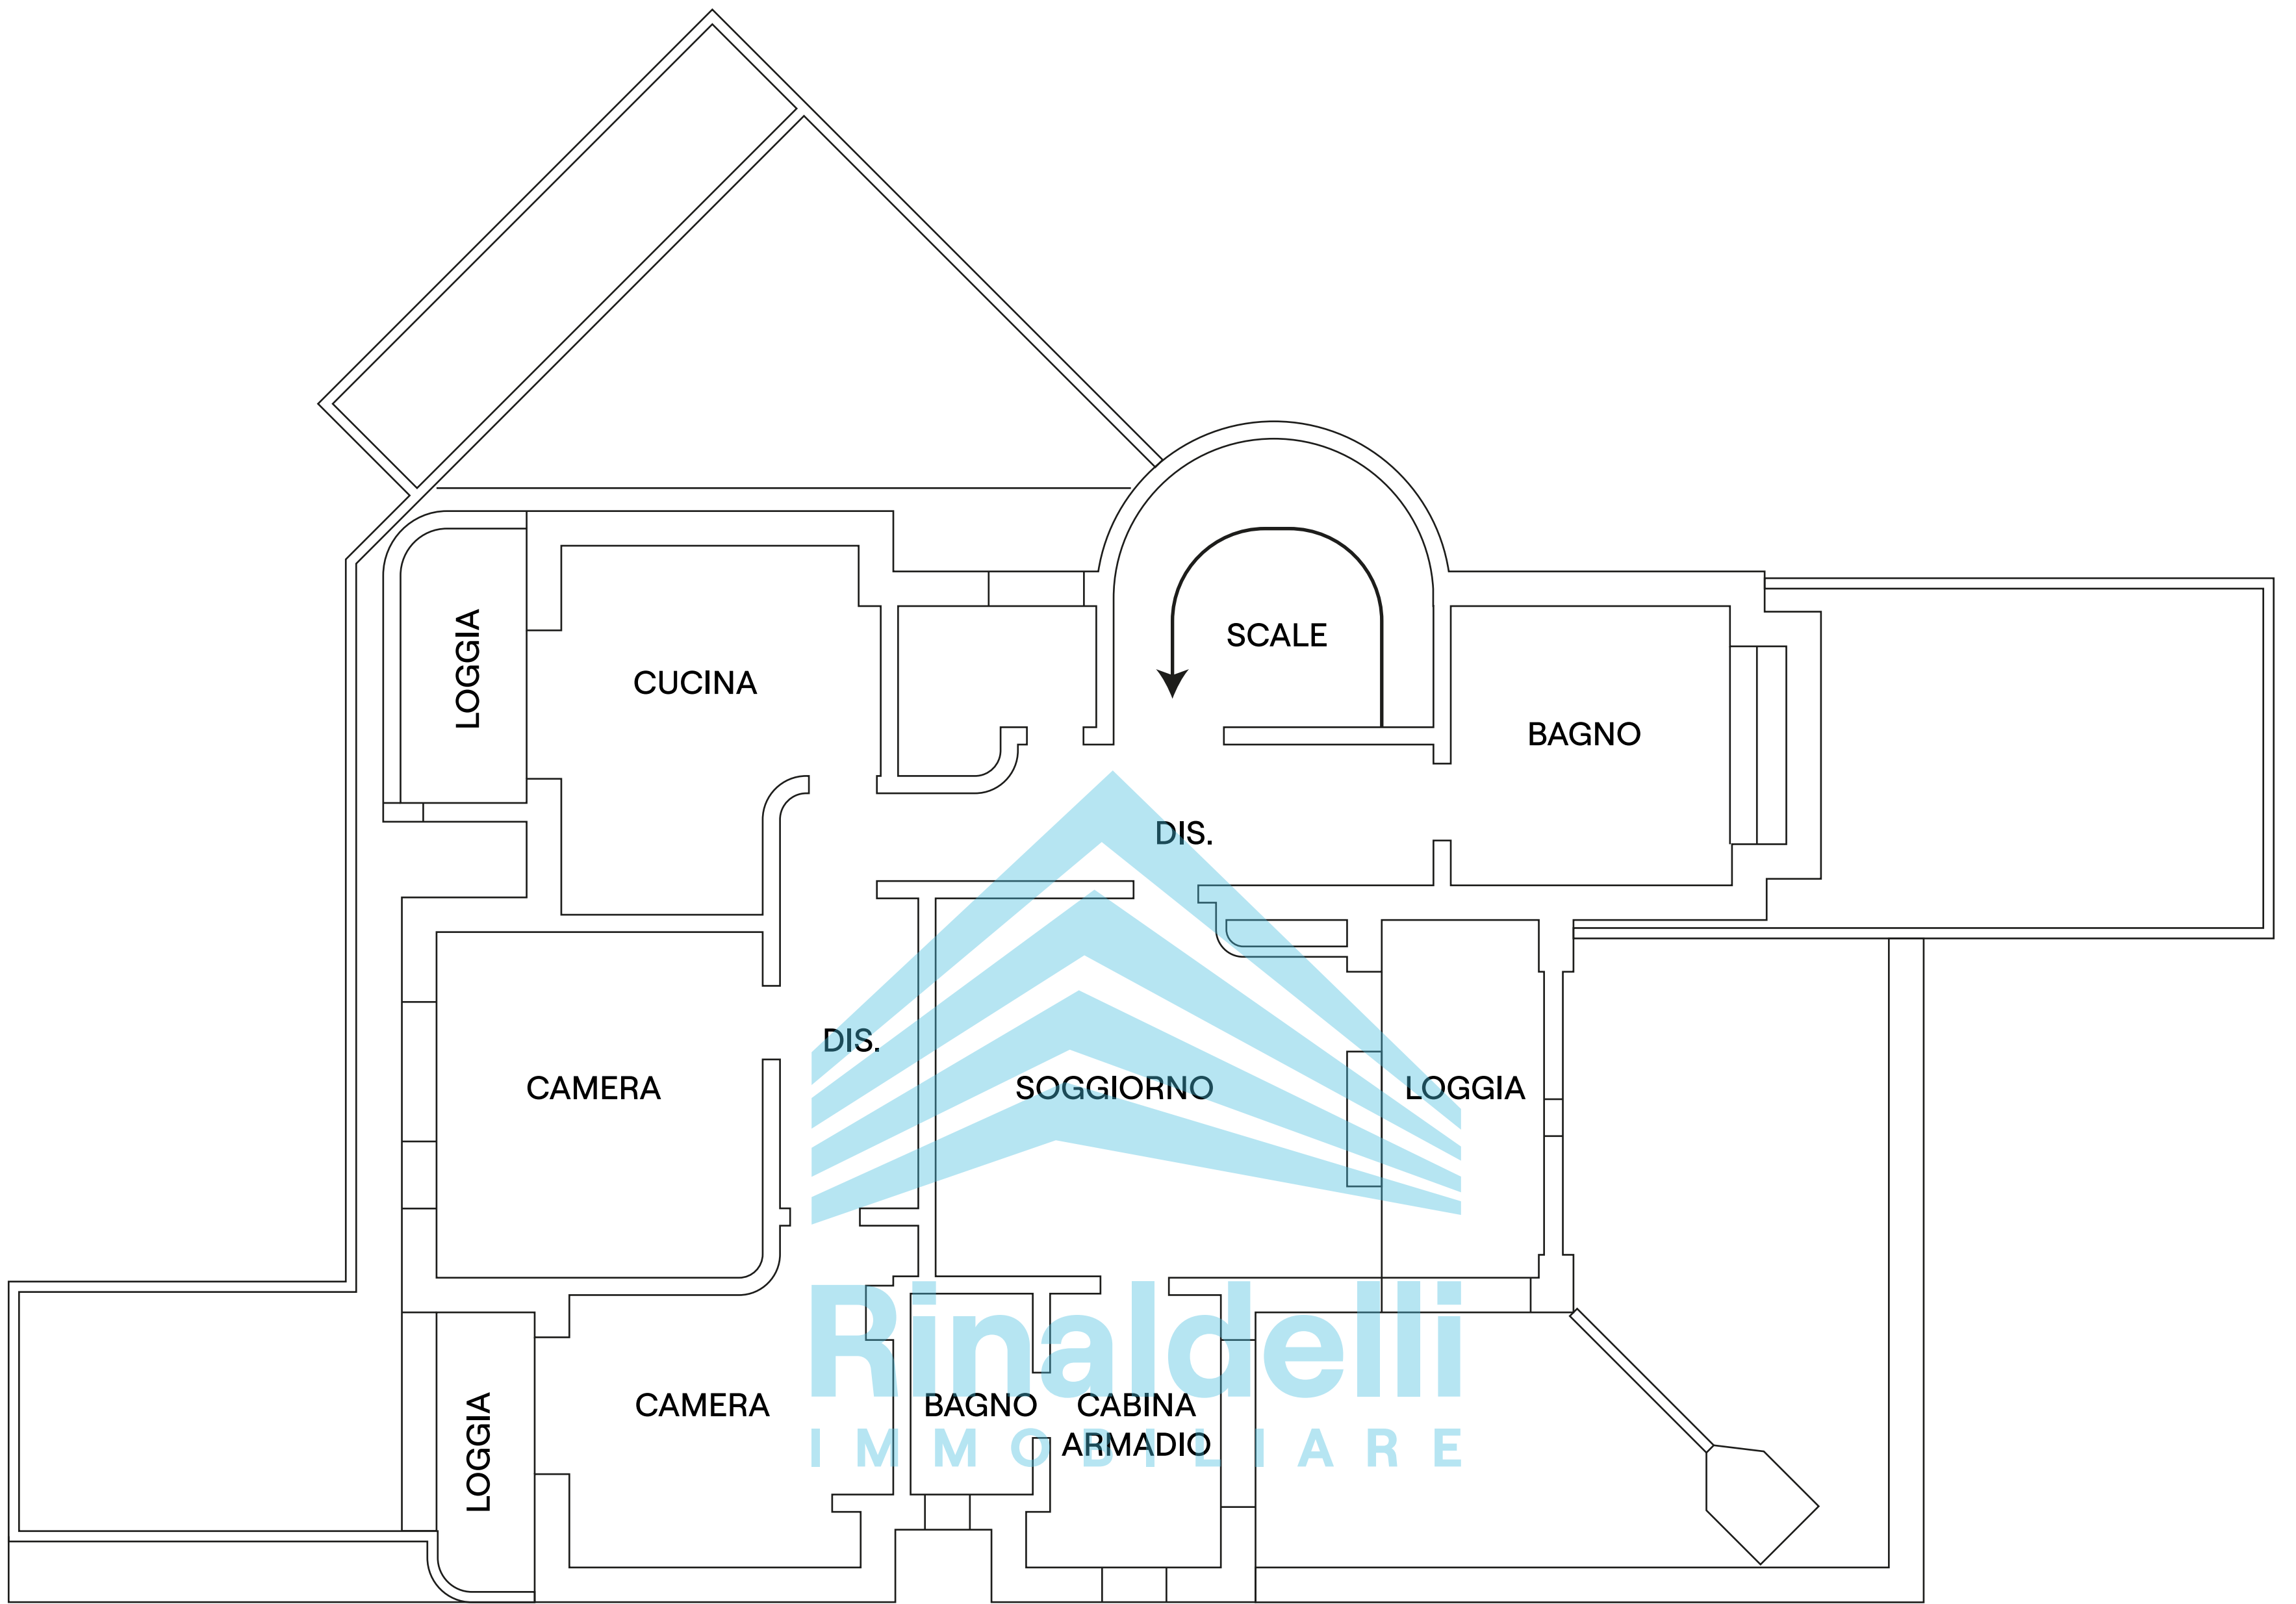 SCALE
LOGGIA
CUCINA
BAGNO
DIS.
DIS.
CAMERA
SOGGIORNO
LOGGIA
Rinaldelli
IMMOBILIARE
LOGGIA
CAMERA
BAGNO
CABINA
ARMADIO